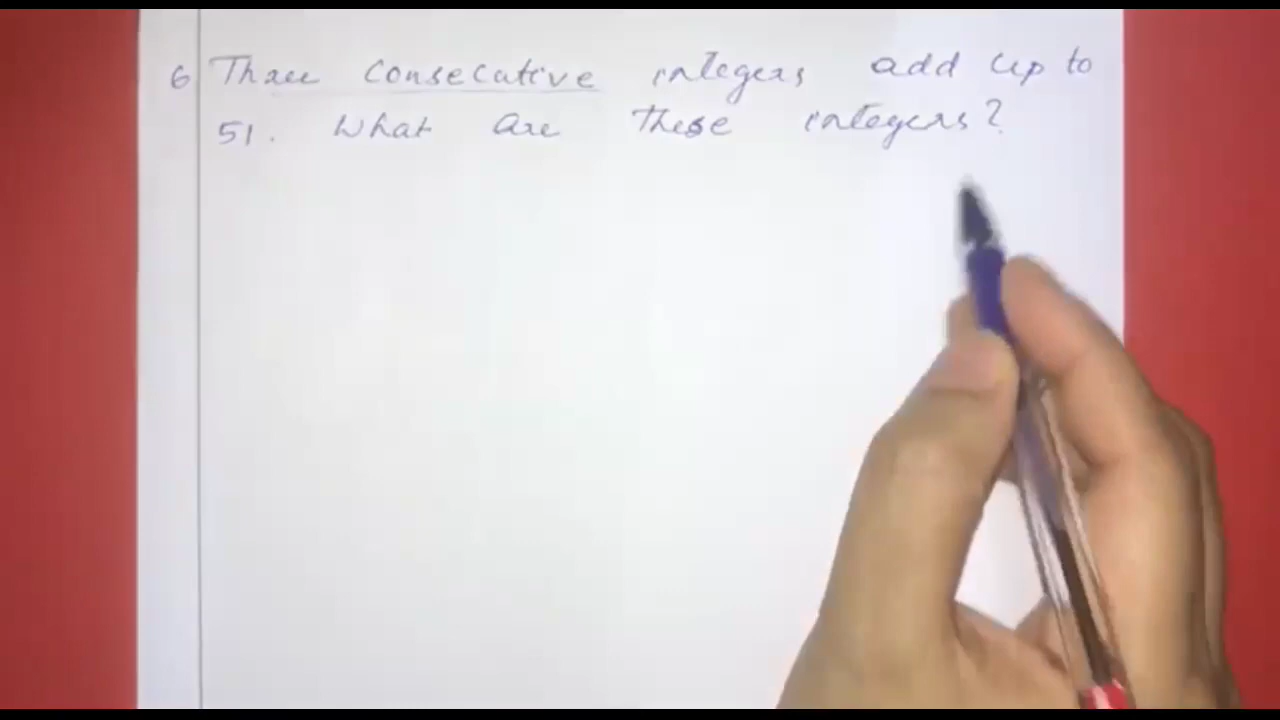 6 Three consecutive integers add up to
51. What are these integers?